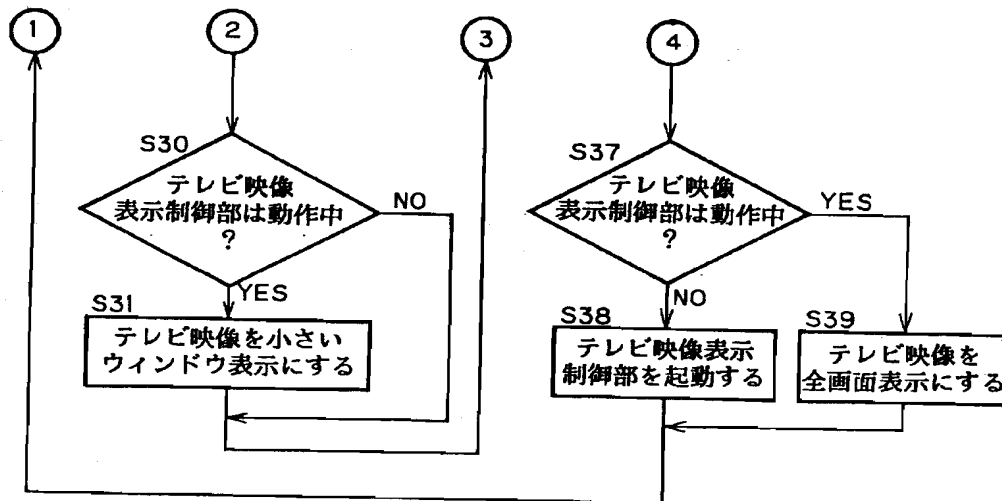 1
2
3
4
S30
テレビ映像
表示制御部は動作中
?
NO
YES
S31
テレビ映像を小さい
ウィンドウ表示にする
S37
テレビ映像
表示制御部は動作中
?
YES
NO
S38
テレビ映像表示
制御部を起動する
S39
テレビ映像を
全画面表示にする